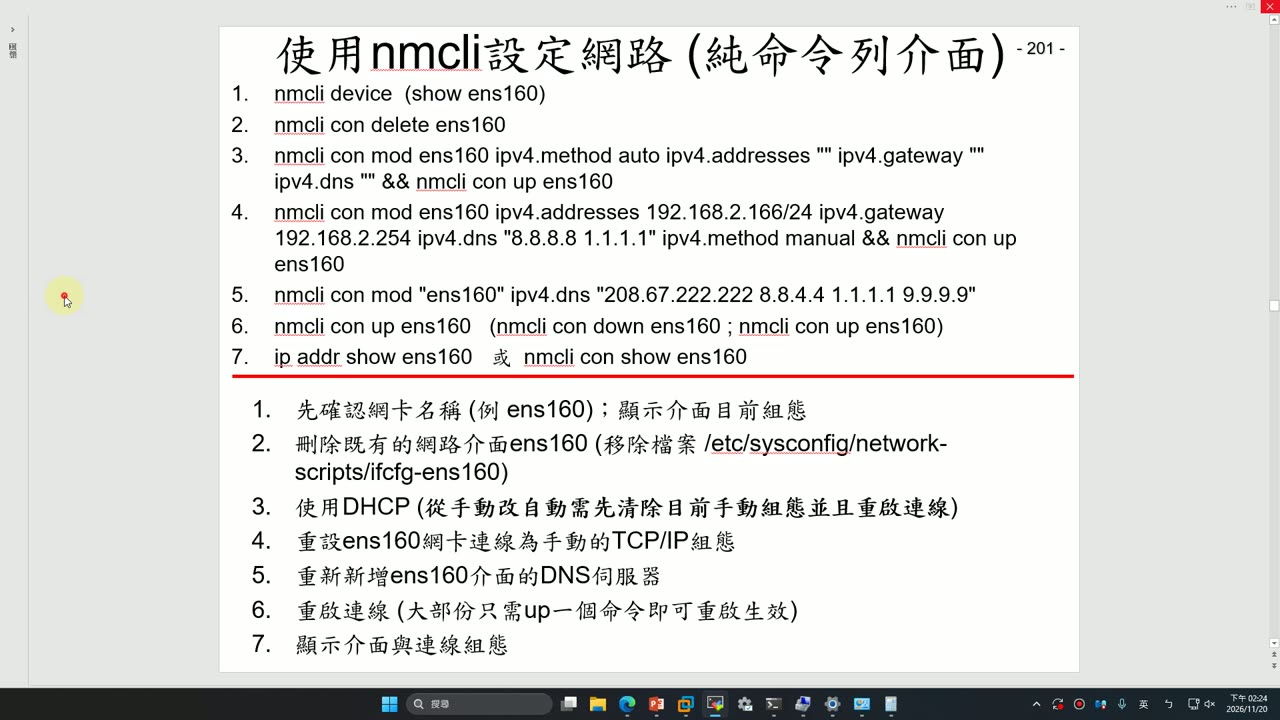 使用nmcli設定網路 (純命令列介面) - 201 -
1. nmcli device (show ens160)
2. nmcli con delete ens160
3. nmcli con mod ens160 ipv4.method auto ipv4.addresses "" ipv4.gateway ""
ipv4.dns "" && nmcli con up ens160
4. nmcli con mod ens160 ipv4.addresses 192.168.2.166/24 ipv4.gateway
192.168.2.254 ipv4.dns "8.8.8.8 1.1.1.1" ipv4.method manual && nmcli con up
ens160
5. nmcli con mod "ens160" ipv4.dns "208.67.222.222 8.8.4.4 1.1.1.1 9.9.9.9"
6. nmcli con up ens160 (nmcli con down ens160 ; nmcli con up ens160)
7. ip addr show ens160 或 nmcli con show ens160
1. 先確認網卡名稱 (例 ens160)；顯示介面目前組態
2. 刪除既有的網路介面ens160 (移除檔案 /etc/sysconfig/network-
scripts/ifcfg-ens160)
3. 使用DHCP (從手動改自動需先清除目前手動組態並且重啟連線)
4. 重設ens160網卡連線為手動的TCP/IP組態
5. 重新新增ens160介面的DNS伺服器
6. 重啟連線 (大部份只需up一個命令即可重啟生效)
7. 顯示介面與連線組態
搜尋
英
ㄅ
下午 02:24
2026/11/20